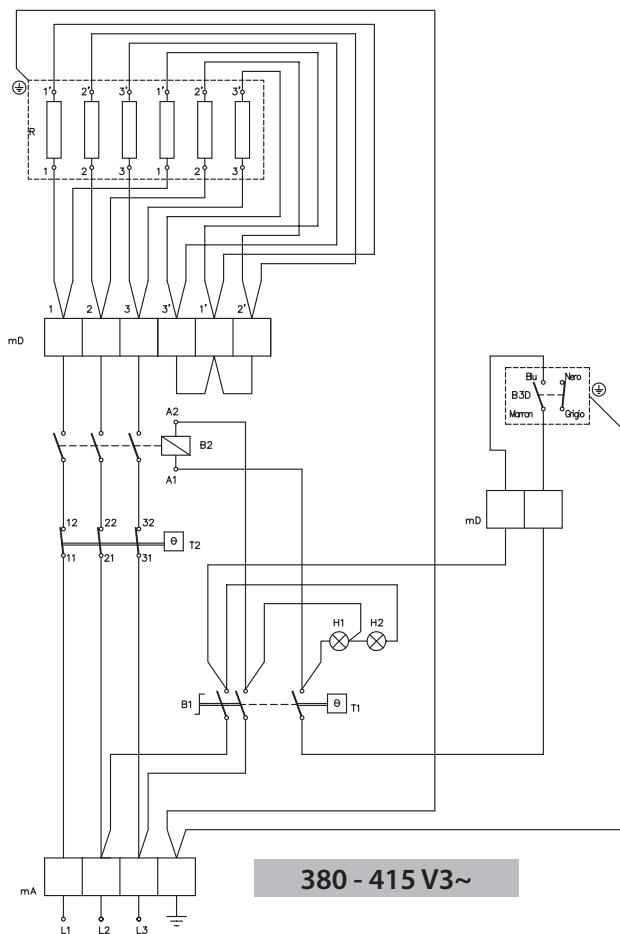 1' 2' 3' 1' 2' 3'
R
1 2 3 1 2 3
1 2 3 3' 1' 2'
mD
Blu Nero
B3D
Marron Grigio
A2
B2
A1
mD
12 22 32
θ T2
11 21 31
H1 H2
B1
θ T1
mA
380 - 415 V3~
L1 L2 L3